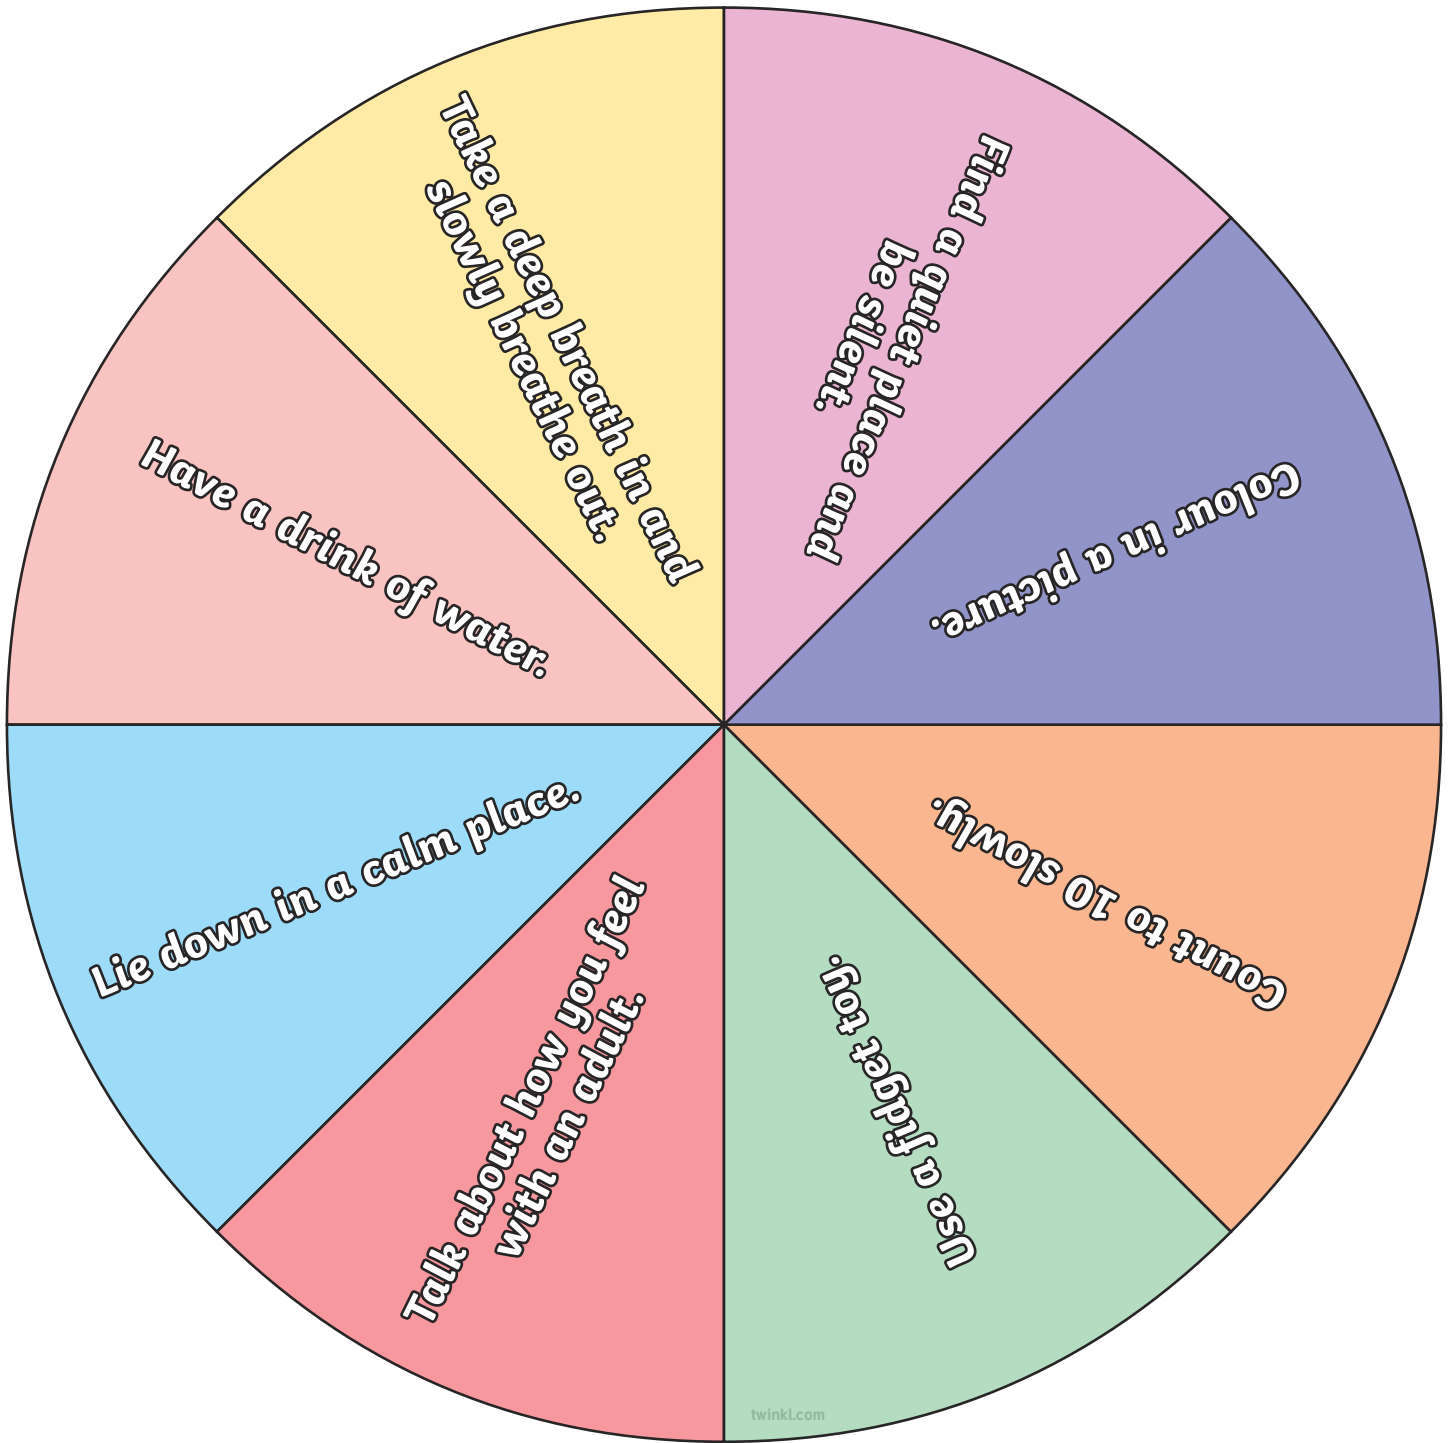 Find a quiet place and
be silent.
Colour in a picture.
Count to 10 slowly.
Use a fidget toy.
Talk about how you feel
with an adult.
Lie down in a calm place.
Have a drink of water.
Take a deep breath in and
slowly breathe out.
twinkl.com